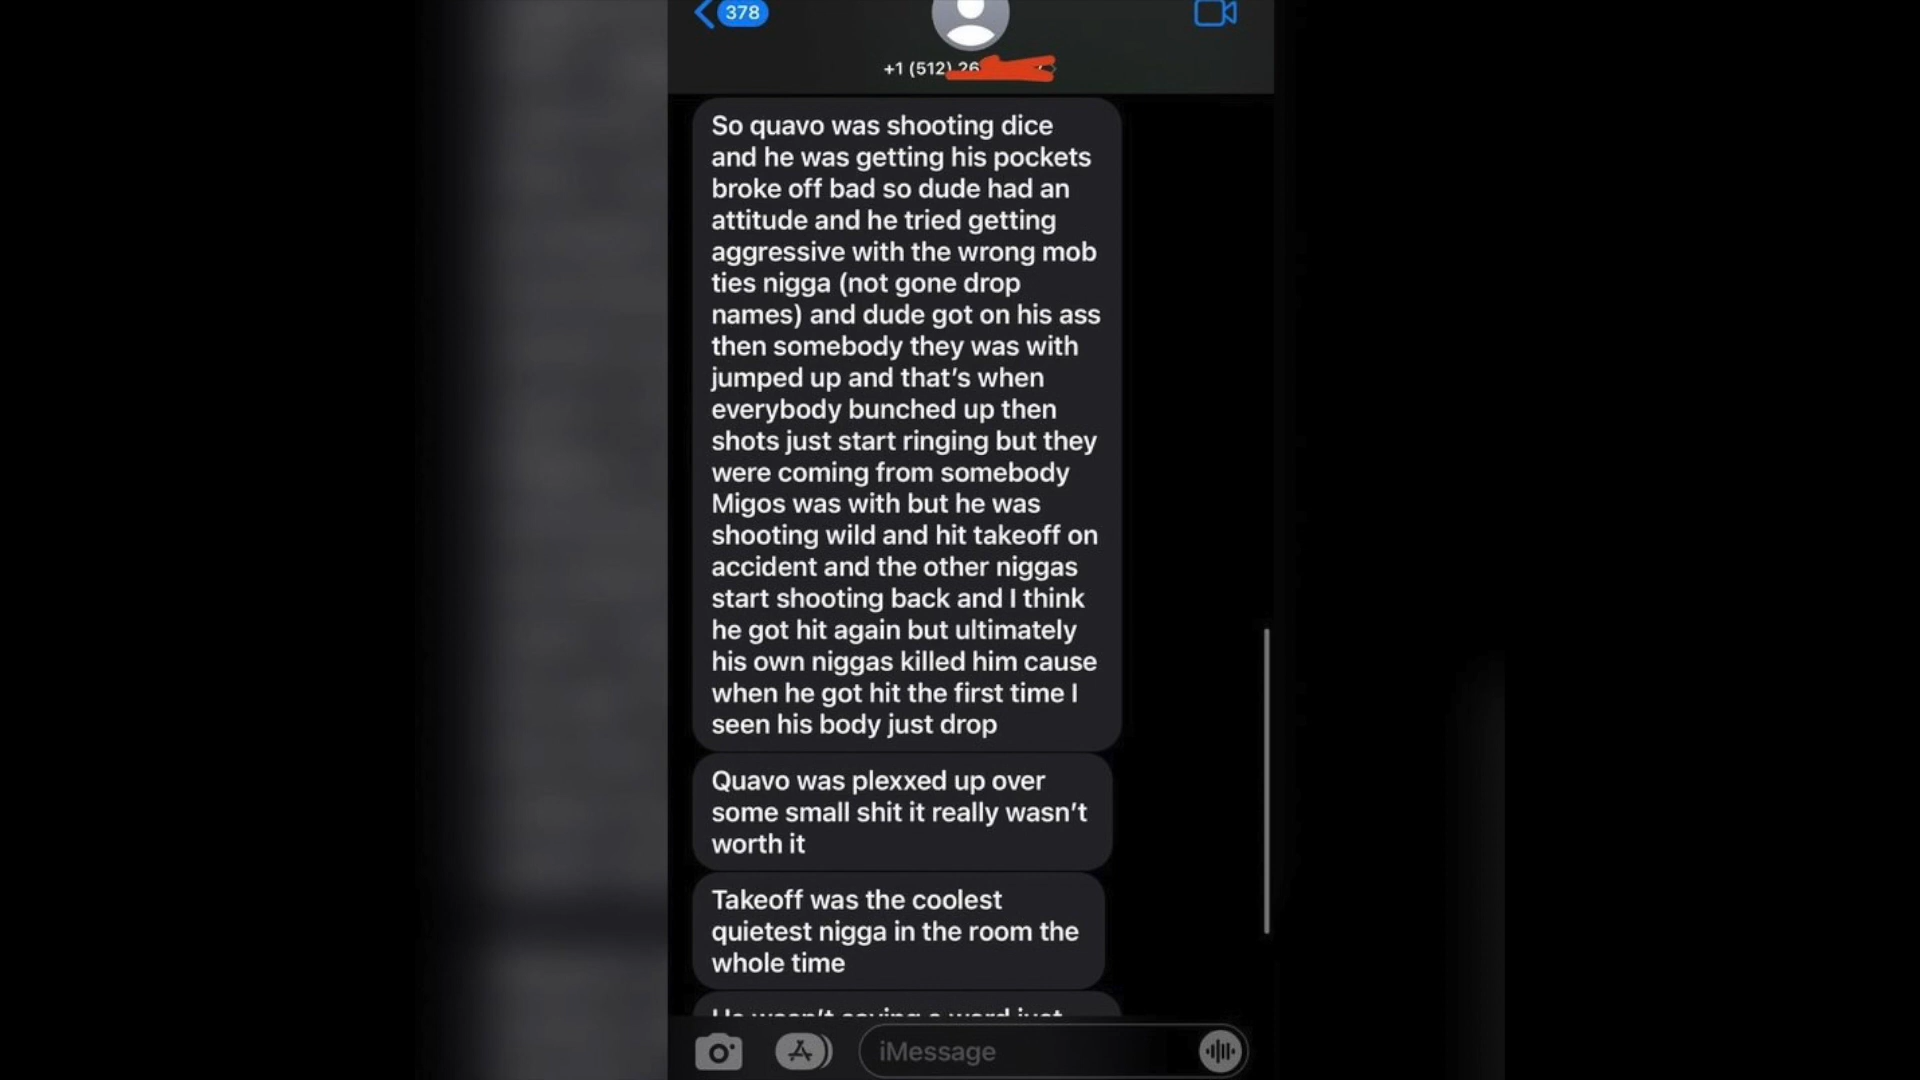 378
+1 (512) 26
So quavo was shooting dice
and he was getting his pockets
broke off bad so dude had an
attitude and he tried getting
aggressive with the wrong mob
ties nigga (not gone drop
names) and dude got on his ass
then somebody they was with
jumped up and that’s when
everybody bunched up then
shots just start ringing but they
were coming from somebody
Migos was with but he was
shooting wild and hit takeoff on
accident and the other niggas
start shooting back and I think
he got hit again but ultimately
his own niggas killed him cause
when he got hit the first time I
seen his body just drop
Quavo was plexxed up over
some small shit it really wasn’t
worth it
Takeoff was the coolest
quietest nigga in the room the
whole time
He wasn’t saying a word just
iMessage